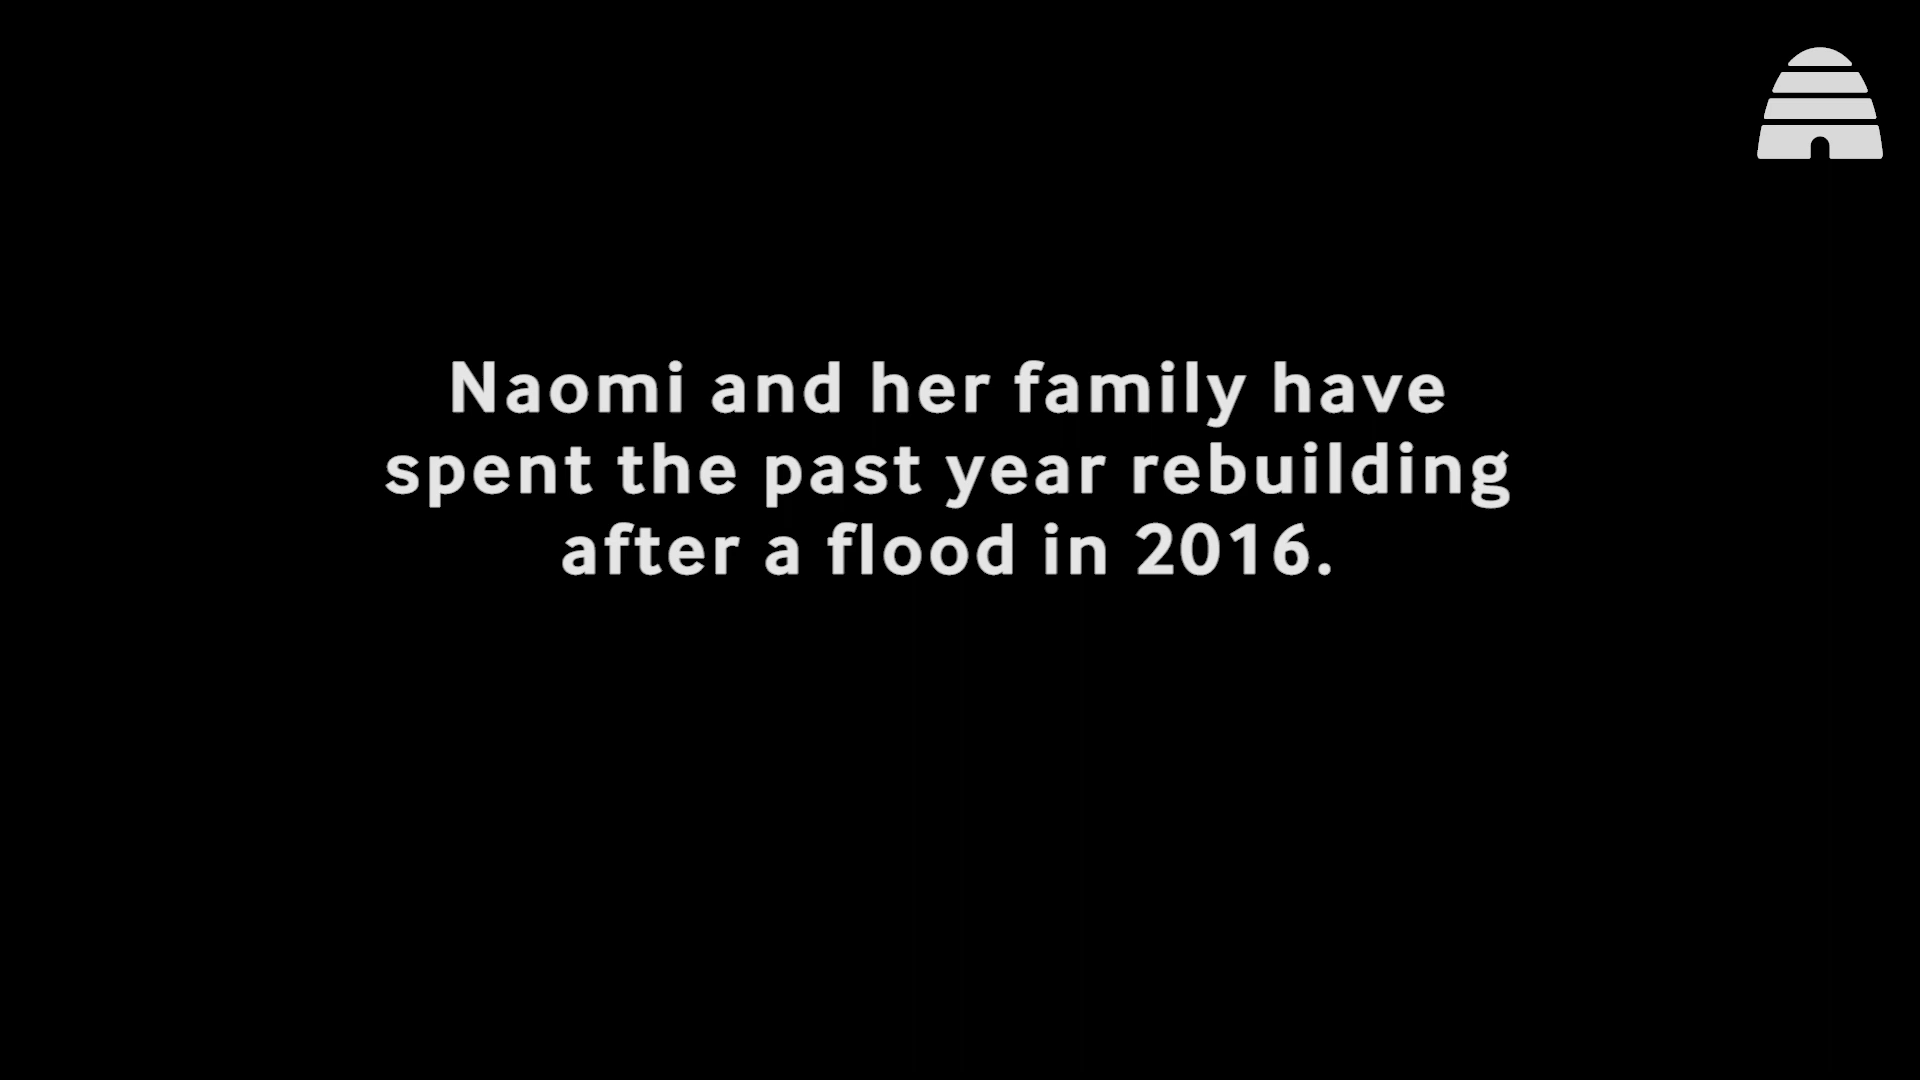 Naomi and her family have
spent the past year rebuilding
after a flood in 2016.